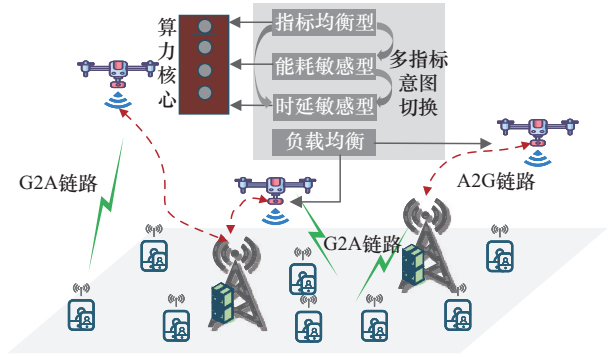 算力核心
指标均衡型
能耗敏感型
时延敏感型
多指标
意图
切换
负载均衡
G2A链路
A2G链路
G2A链路